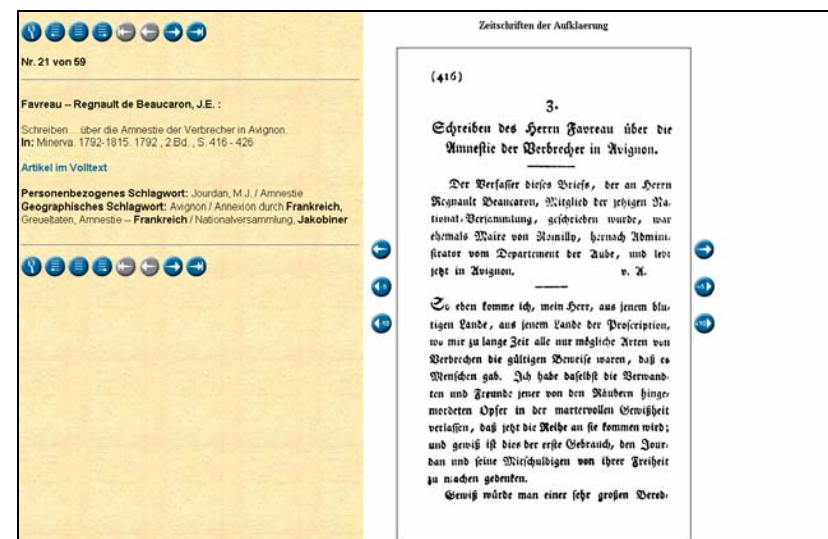 Nr. 21 von 59
Favreau -- Regnault de Beaucaron, J.E. :
Schreiben ... über die Amnestie der Verbrecher in Avignon.
In: Minerva. 1792-1815. 1792 , 2.Bd. , S. 416 - 426
Artikel im Volltext
Personenbezogenes Schlagwort: Jourdan, M.J. / Amnestie
Geographisches Schlagwort: Avignon / Annexion durch Frankreich,
Greueltaten, Amnestie -- Frankreich / Nationalversammlung, Jakobiner
Zeitschriften der Aufklaerung
(416)
3.
Schreiben des Herrn Favreau über die
Amnestie der Verbrecher in Avignon.
Der Verfasser dieses Briefs, der an Herrn
Regnault Beaucaron, Mitglied der jetzigen Na-
tional-Versammlung, geschrieben wurde, war
ehemals Maire von Romilly, hernach Admini-
strator vom Departement der Aube, und lebt
jetzt in Avignon. v. A.
So eben komme ich, mein Herr, aus jenem blu-
tigen Lande, aus jenem Lande der Proscription,
wo mir zu lange Zeit alle nur mögliche Arten von
Verbrechen die gültigen Beweise waren, daß es
Menschen gab. Ich habe daselbst die Verwand-
ten und Freunde jener von den Räubern hinge-
mordeten Opfer in der martervollen Gewißheit
verlassen, daß jetzt die Reihe an sie kommen wird;
und gewiß ist dies der erste Gebrauch, den Jour-
dan und seine Mitschuldigen von ihrer Freiheit
zu machen gedenken.
Gewiß würde man einer sehr großen Bered-